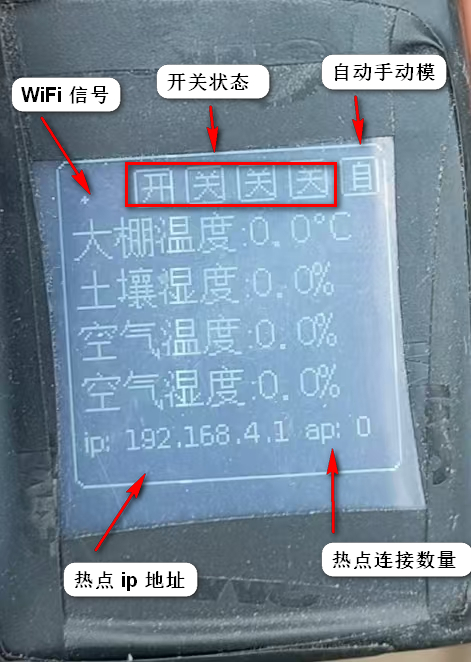 自动手动模
开关状态
WiFi 信号
开 关 关 关 自
大棚温度:0.0°C
土壤湿度:0.0%
空气温度:0.0%
空气湿度:0.0%
ip: 192.168.4.1 ap: 0
热点连接数量
热点 ip 地址